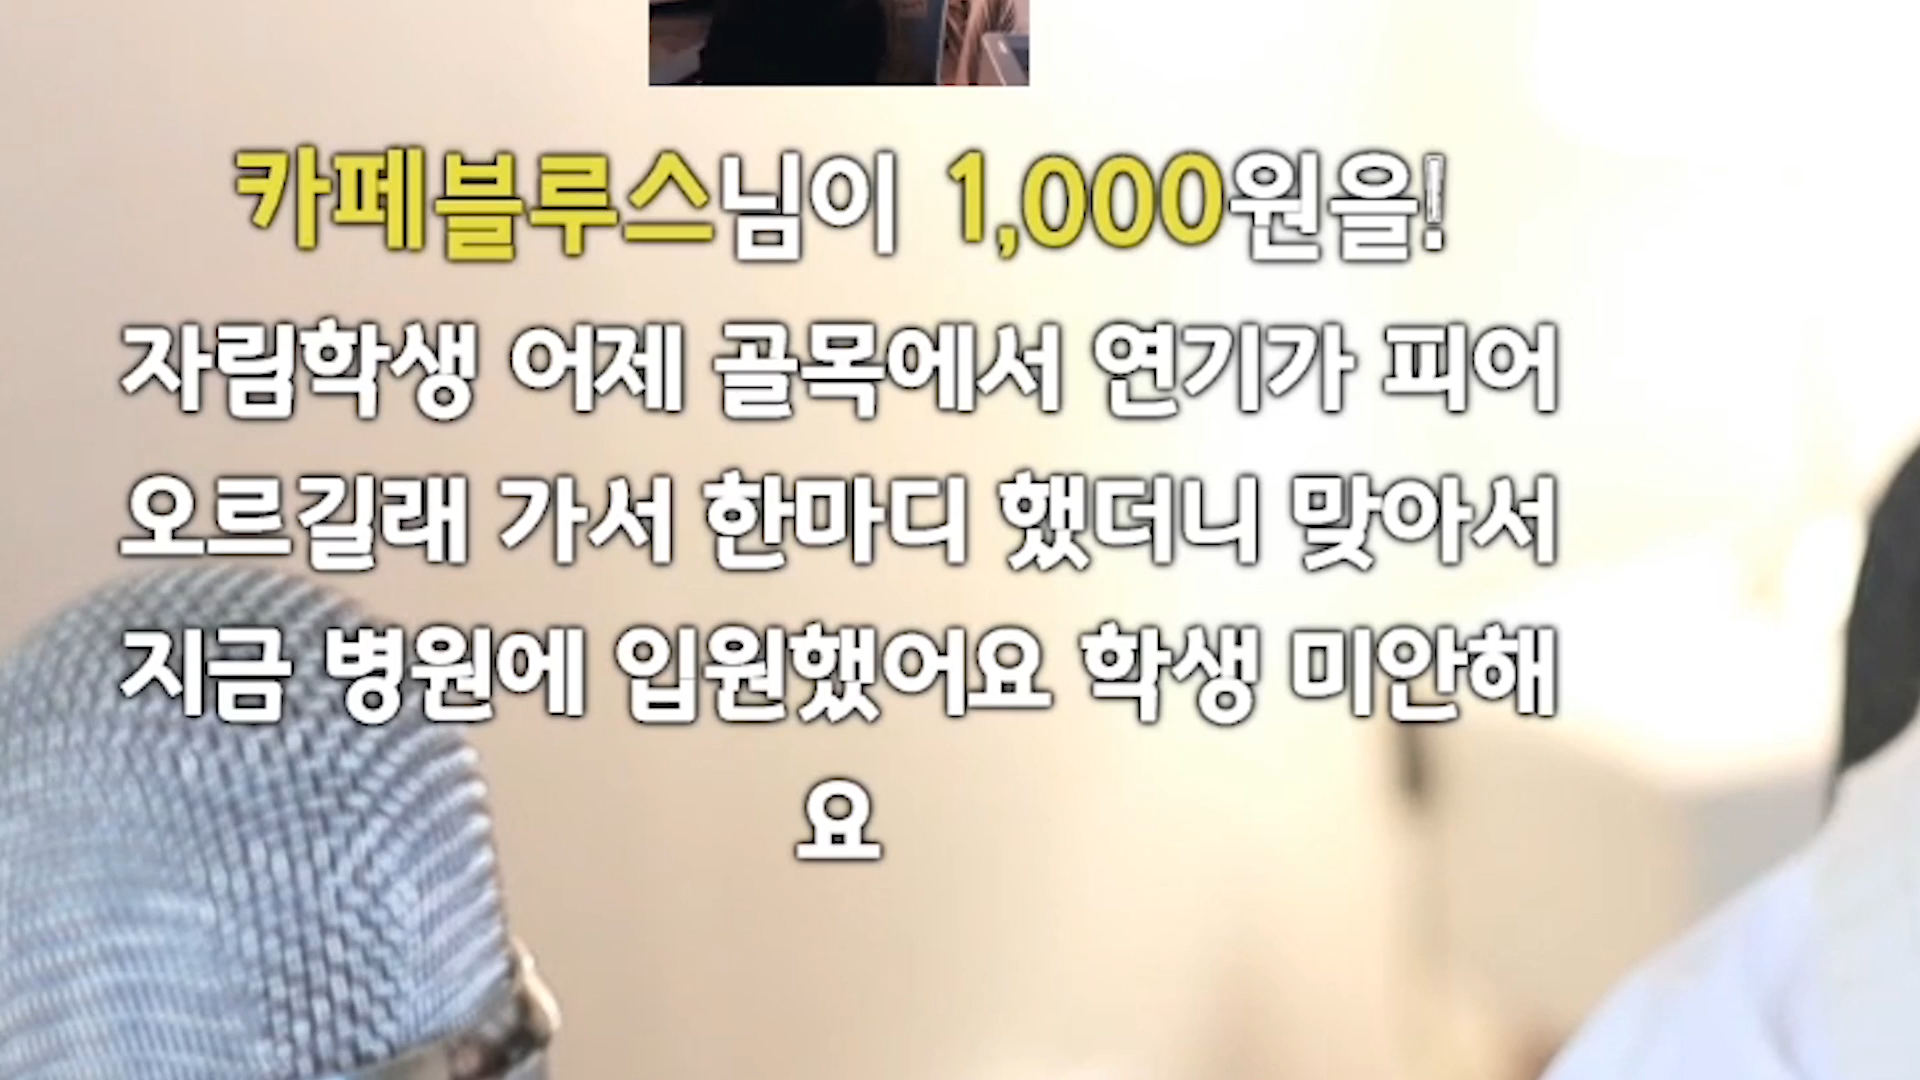 카페블루스님이 1,000원을!
자림학생 어제 골목에서 연기가 피어
오르길래 가서 한마디 했더니 맞아서
지금 병원에 입원했어요 학생 미안해
요